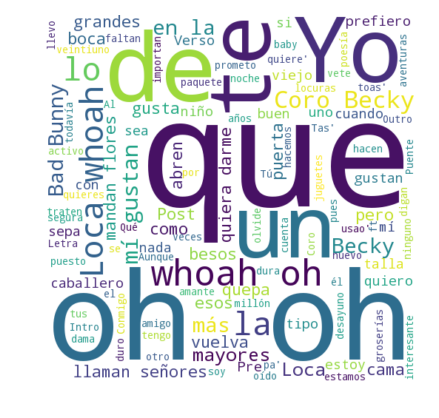 que
de
te
Yo
oh oh
un
la
lo
whoah oh
Loca whoah
Coro Becky
Becky
Bad Bunny
mí gustan
mandan flores
llaman señores
mayores
más
quiera darme
puerta
abren
en la
boca
grandes
prefiero
Verso
viejo
niño
gusta
besos
esos
quepa
tipo
vuelva
caballero
como
Post
Pre
Loca
cama
estoy
quiero
talla
pero
gustan
cuando
uno
buen
si
sea
sepa
nada
con
llevo
veintiuno
faltan
importan
paquete
noche
años
baby
quiere'
prometo
locuras
toas'
poesía
vete
aventuras
Outro
Puente
Tas'
Tú
hacemos
hacen
juguetes
digan
ninguno
ft
mi
pues
Coro
cuenta
olvide
por
veces
Qué
Aunque
dura
amante
millón
él
usao
nuevo
desayuno
groserías
interesante
estamos
pa'
oído
soy
otro
tengo
amigo
duro
Conmigo
se
el
dama
Intro
tus
puesto
Letra
segura
traten
quieres
activo
todavía
Al